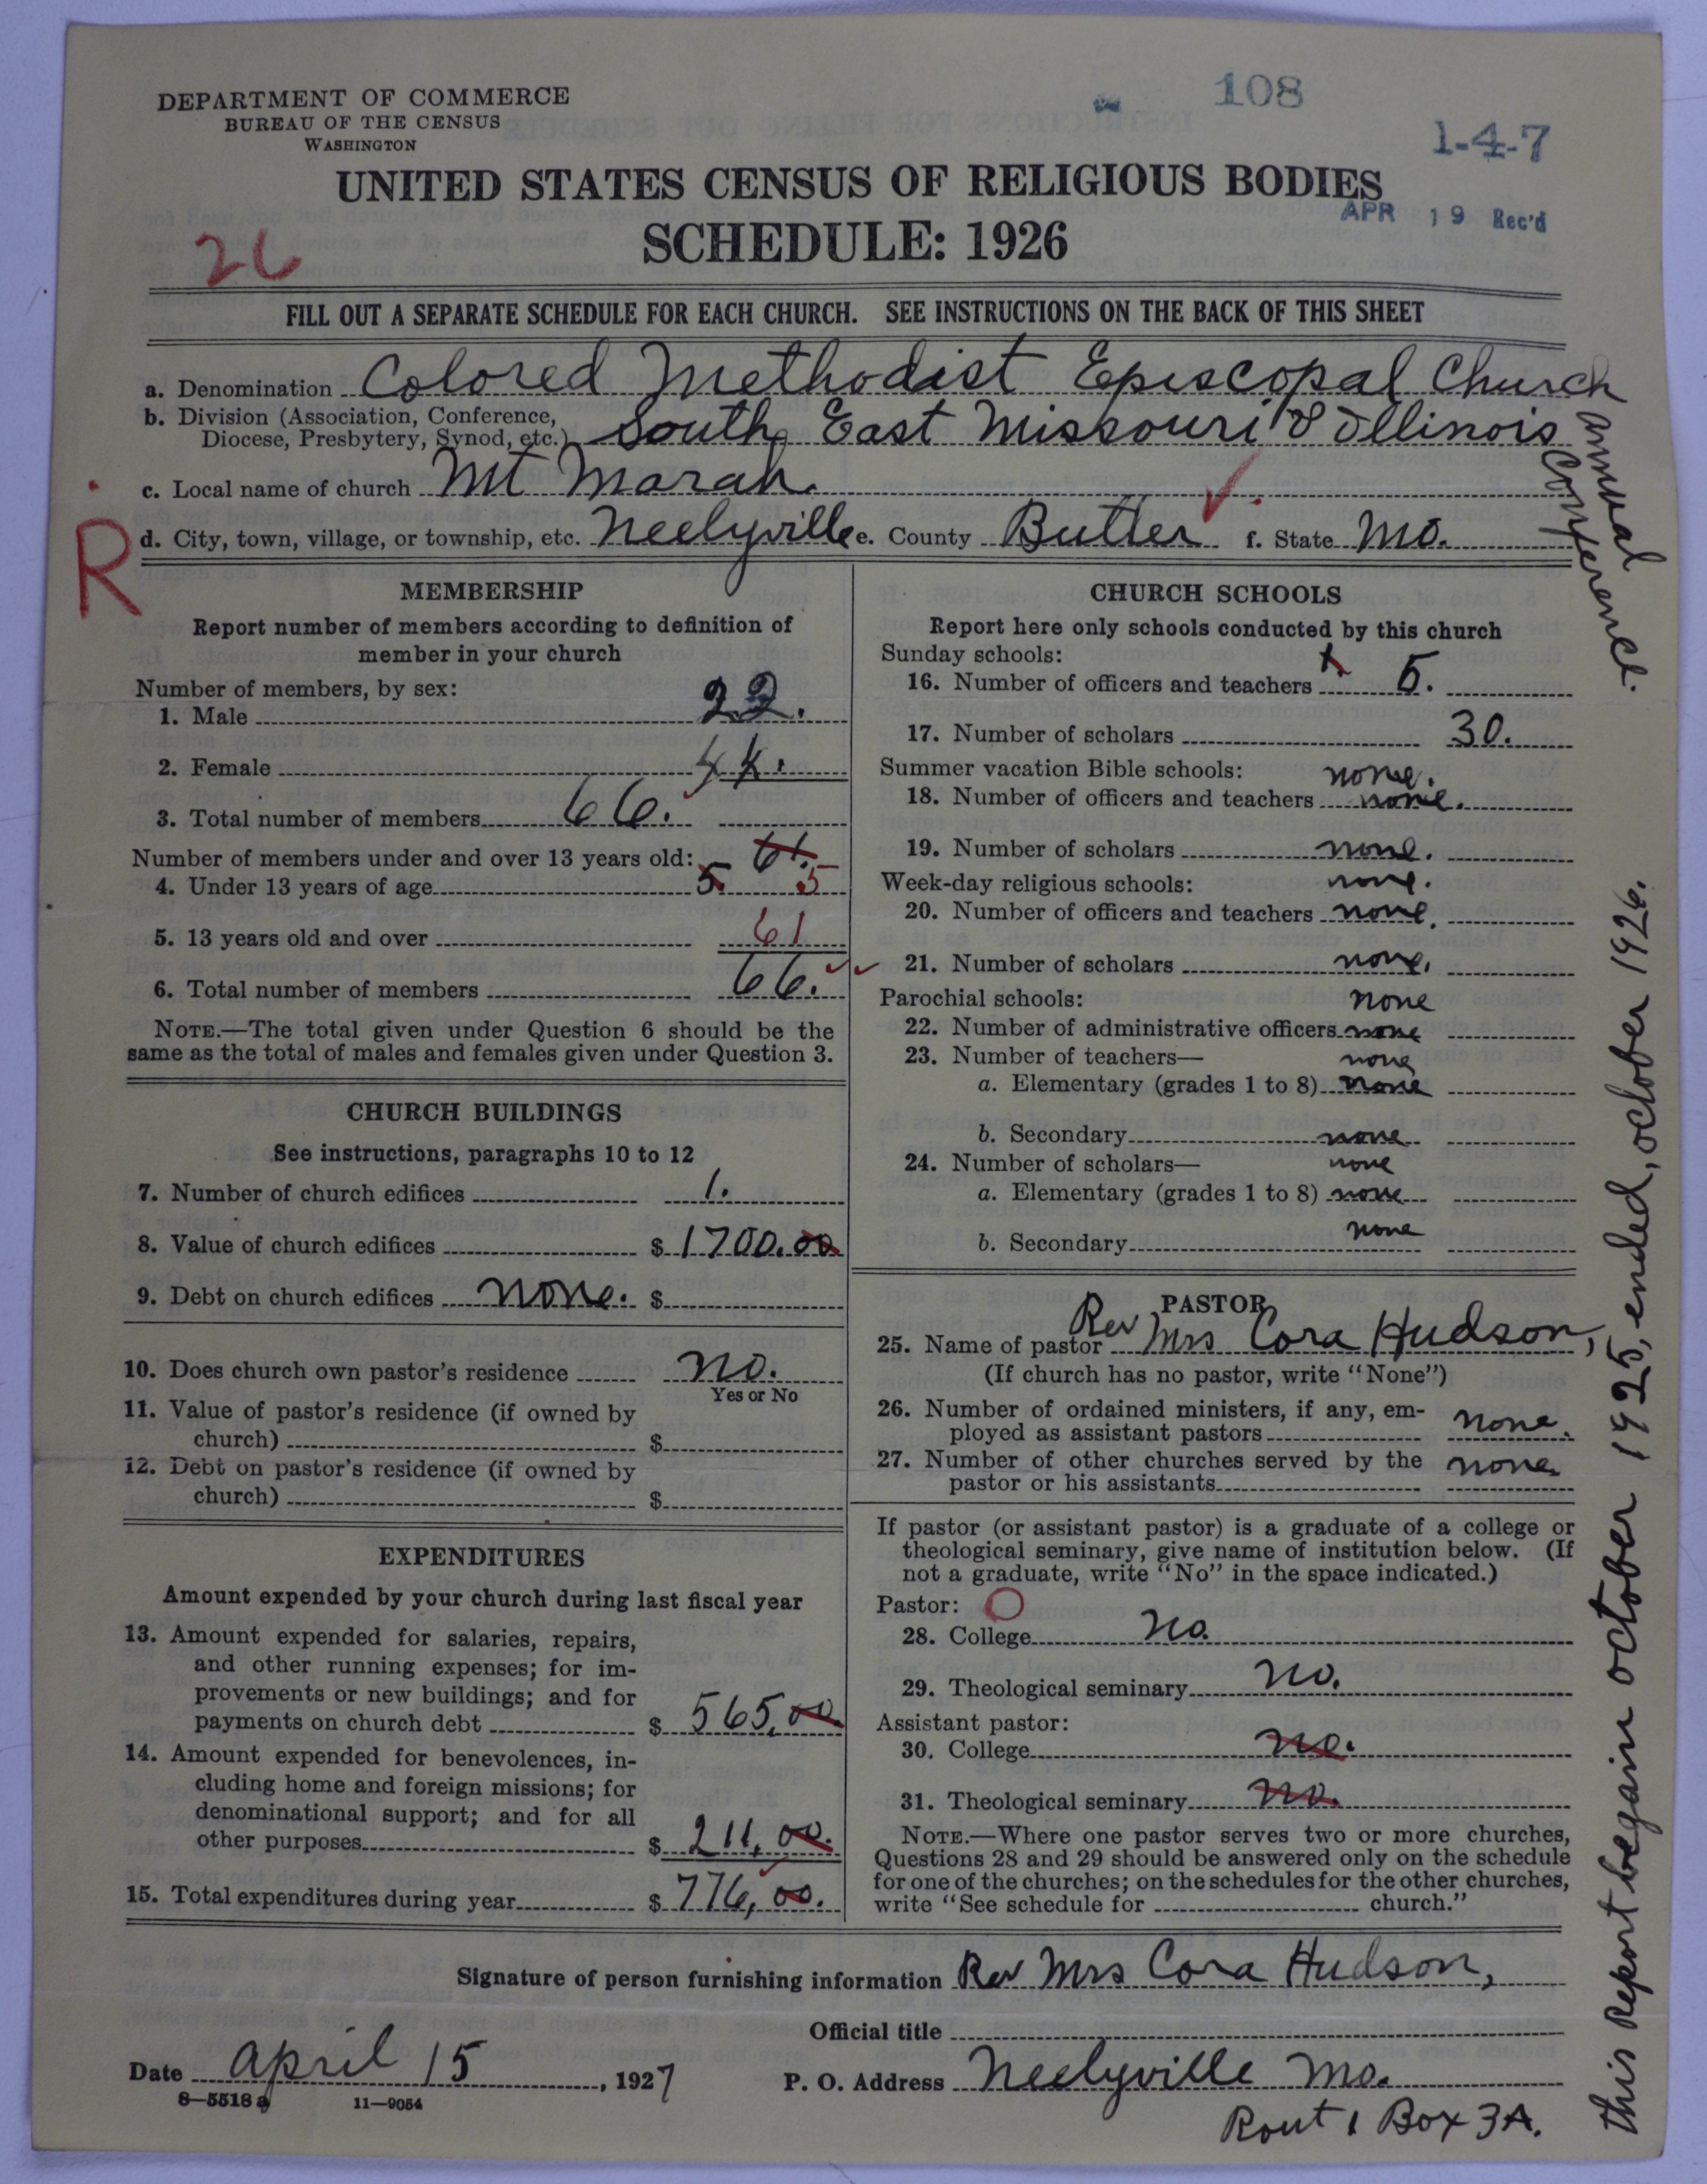 DEPARTMENT OF COMMERCE
BUREAU OF THE CENSUS
WASHINGTON
108
1-4-7
UNITED STATES CENSUS OF RELIGIOUS BODIES
SCHEDULE: 1926
APR 19 Rec'd
26
FILL OUT A SEPARATE SCHEDULE FOR EACH CHURCH. SEE INSTRUCTIONS ON THE BACK OF THIS SHEET
a. Denomination Colored Methodist Episcopal Church
b. Division (Association, Conference,
Diocese, Presbytery, Synod, etc.) South East Missouri & Illinois
annual
Conference.
c. Local name of church Mt Marah.
d. City, town, village, or township, etc. Neelyville e. County Butler f. State Mo.
R
MEMBERSHIP
Report number of members according to definition of
member in your church
Number of members, by sex:
1. Male 22.
2. Female 44.
3. Total number of members 66.
Number of members under and over 13 years old: 61.
4. Under 13 years of age 5. 5
5. 13 years old and over 61
6. Total number of members 66.
NOTE.—The total given under Question 6 should be the
same as the total of males and females given under Question 3.
CHURCH BUILDINGS
See instructions, paragraphs 10 to 12
7. Number of church edifices 1.
8. Value of church edifices $ 1700.00
9. Debt on church edifices none. $
10. Does church own pastor's residence no.
Yes or No
11. Value of pastor's residence (if owned by
church) $
12. Debt on pastor's residence (if owned by
church) $
EXPENDITURES
Amount expended by your church during last fiscal year
13. Amount expended for salaries, repairs,
and other running expenses; for im-
provements or new buildings; and for
payments on church debt $ 565.00
14. Amount expended for benevolences, in-
cluding home and foreign missions; for
denominational support; and for all
other purposes $ 211,00.
15. Total expenditures during year $ 776,00.
CHURCH SCHOOLS
Report here only schools conducted by this church
Sunday schools:
16. Number of officers and teachers 5.
17. Number of scholars 30.
Summer vacation Bible schools: none.
18. Number of officers and teachers none.
19. Number of scholars none.
Week-day religious schools: none.
20. Number of officers and teachers none.
21. Number of scholars none.
Parochial schools: none
22. Number of administrative officers none
23. Number of teachers— none
a. Elementary (grades 1 to 8) none
b. Secondary none
24. Number of scholars— none
a. Elementary (grades 1 to 8) none
b. Secondary none
PASTOR
25. Name of pastor Rev Mrs Cora Hudson,
(If church has no pastor, write "None")
26. Number of ordained ministers, if any, em-
ployed as assistant pastors none.
27. Number of other churches served by the
pastor or his assistants none.
If pastor (or assistant pastor) is a graduate of a college or
theological seminary, give name of institution below. (If
not a graduate, write "No" in the space indicated.)
Pastor: O
28. College no.
29. Theological seminary no.
Assistant pastor:
30. College no.
31. Theological seminary no.
NOTE.—Where one pastor serves two or more churches,
Questions 28 and 29 should be answered only on the schedule
for one of the churches; on the schedules for the other churches,
write "See schedule for church."
Signature of person furnishing information Rev Mrs Cora Hudson,
Official title
Date april 15, 1927
P. O. Address Neelyville Mo.
Rout 1 Box 3A.
8—5518 a 11—9054
this Report begain october 1925, ended, october 1926.